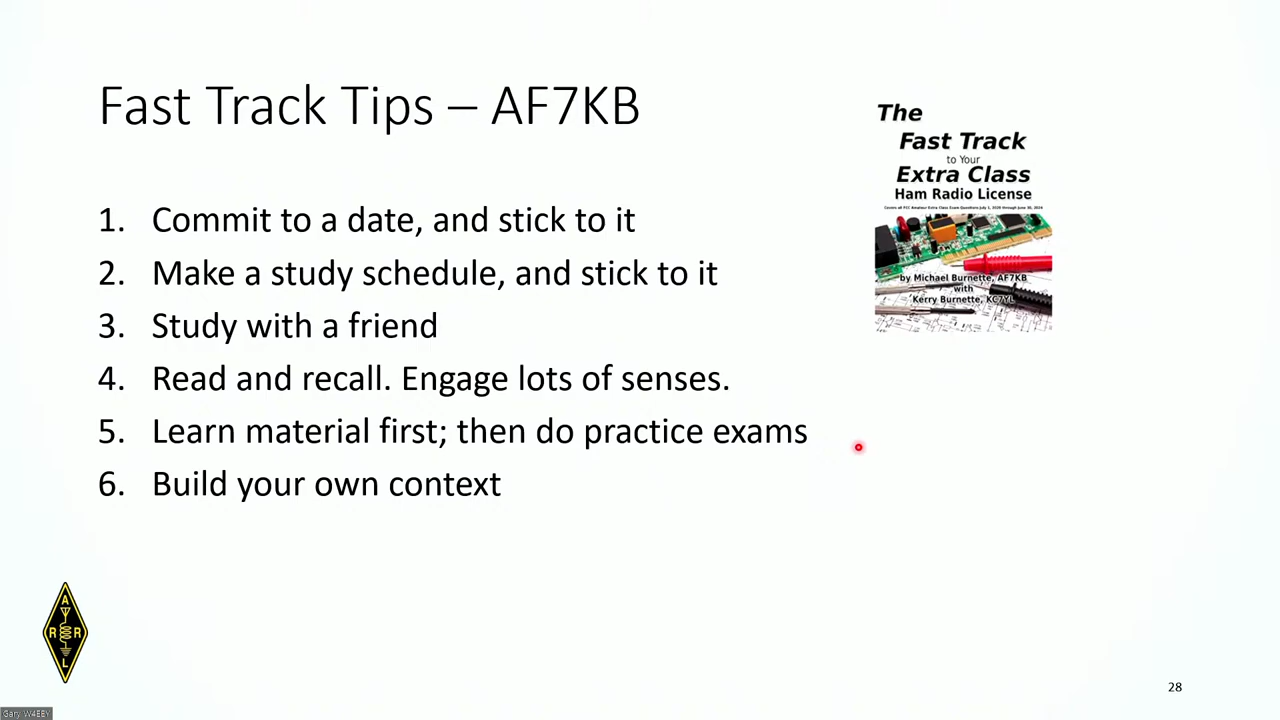 Fast Track Tips – AF7KB
1. Commit to a date, and stick to it
2. Make a study schedule, and stick to it
3. Study with a friend
4. Read and recall. Engage lots of senses.
5. Learn material first; then do practice exams
6. Build your own context
The
Fast Track
to Your
Extra Class
Ham Radio License
Covers all FCC Amateur Extra Class Exam Questions July 1, 2020 through June 30, 2024
by Michael Burnette, AF7KB
with
Kerry Burnette, KC7YL
A
R R
L
28
Gary W4EEY